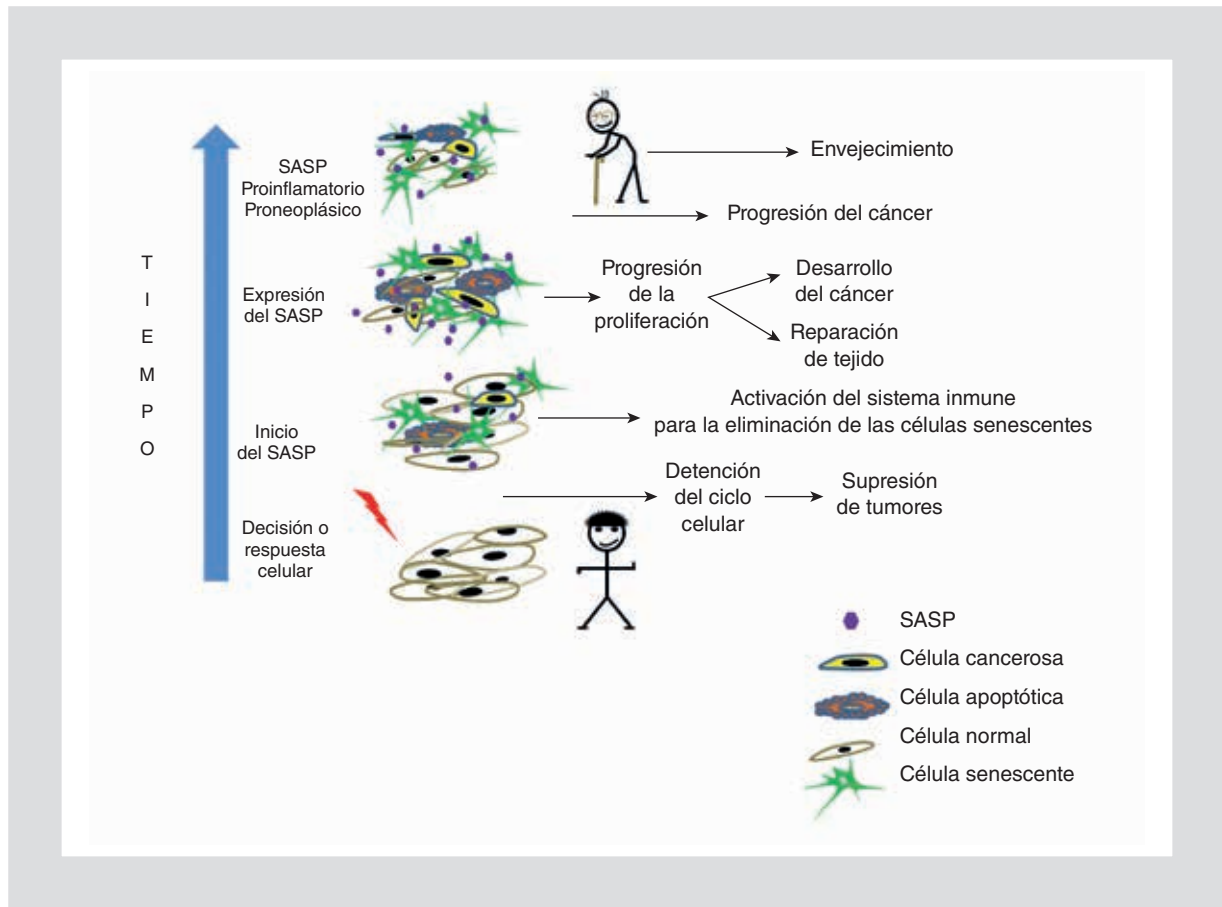 SASP
Proinflamatorio
Proneoplásico
Envejecimiento
Progresión del cáncer
T
I
E
M
P
O
Expresión
del SASP
Progresión
de la
proliferación
Desarrollo
del cáncer
Reparación
de tejido
Inicio
del SASP
Activación del sistema inmune
para la eliminación de las células senescentes
Decisión o
respuesta
celular
Detención
del ciclo
celular
Supresión
de tumores
SASP
Célula cancerosa
Célula apoptótica
Célula normal
Célula senescente